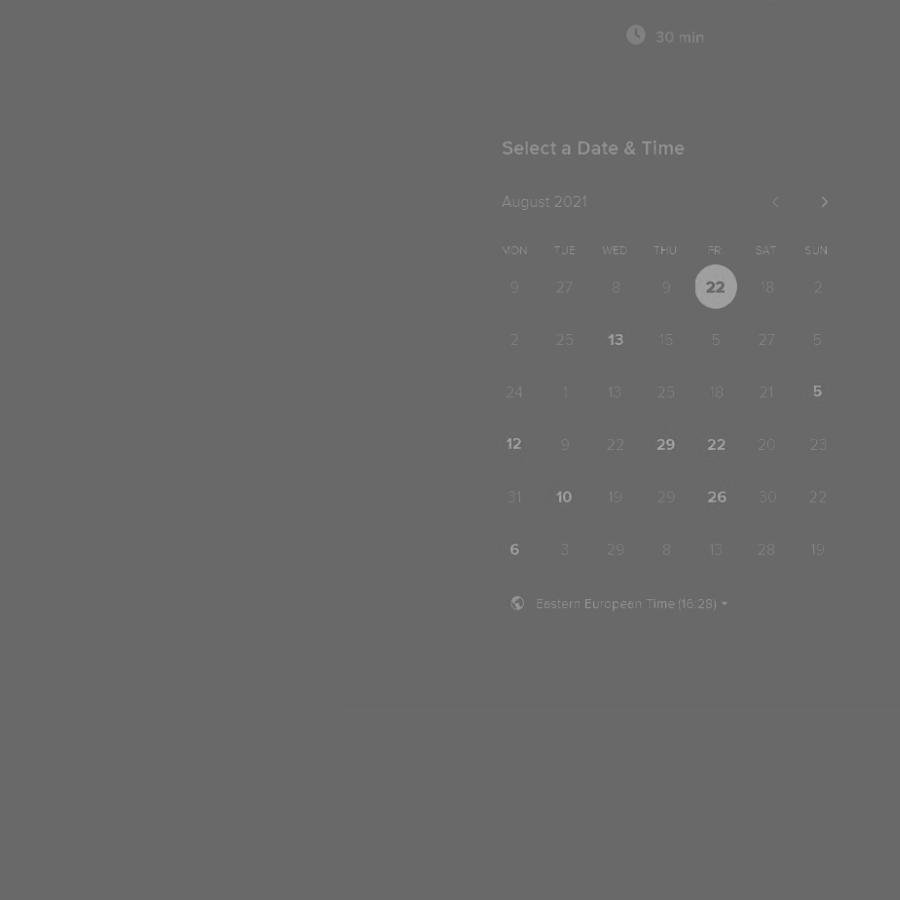 30 min
Select a Date & Time
August 2021
MON TUE WED THU FRI SAT SUN
9 27 8 9 22 18 2
2 25 13 15 5 27 5
24 1 13 25 18 21 5
12 9 22 29 22 20 23
31 10 19 29 26 30 22
6 3 29 8 13 28 19
Eastern European Time (16:28)